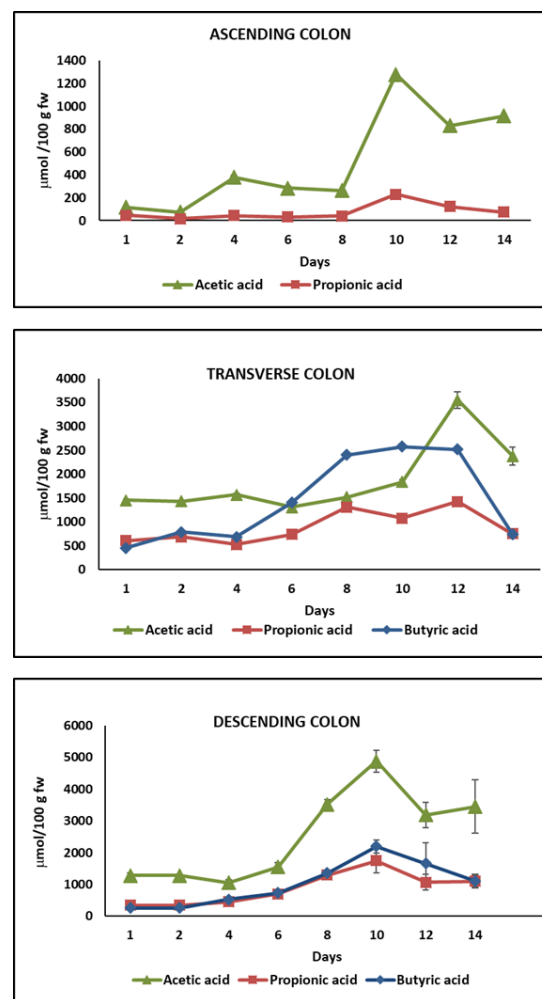 ASCENDING COLON
1400
1200
1000
800
600
400
200
0
μmol /100 g fw
1 2 4 6 8 10 12 14
Days
Acetic acid Propionic acid
TRANSVERSE COLON
4000
3500
3000
2500
2000
1500
1000
500
0
μmol/100 g fw
1 2 4 6 8 10 12 14
Days
Acetic acid Propionic acid Butyric acid
DESCENDING COLON
6000
5000
4000
3000
2000
1000
0
μmol/100 g fw
1 2 4 6 8 10 12 14
Days
Acetic acid Propionic acid Butyric acid